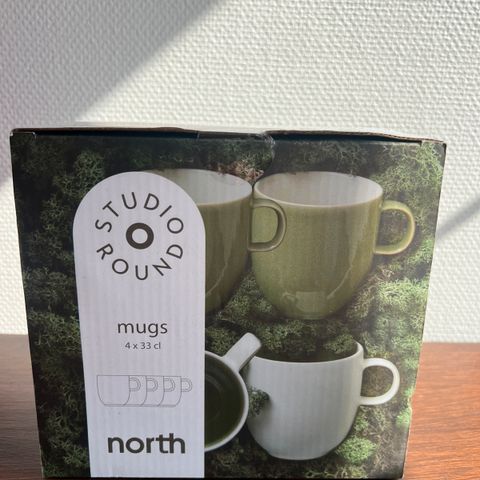 STUDIO
ROUND
mugs
4 x 33 cl
north